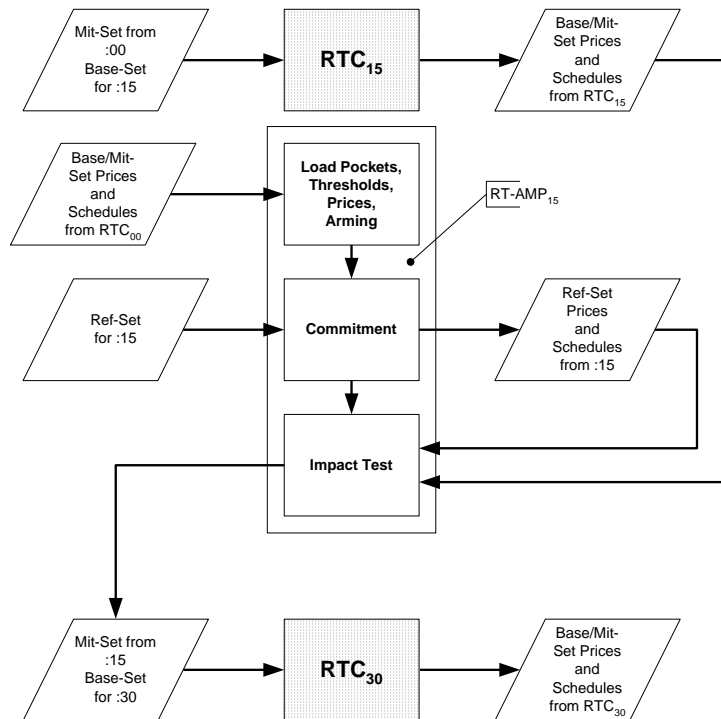 Mit-Set from
:00
Base-Set
for :15
RTC15
Base/Mit-
Set Prices
and
Schedules
from RTC15
Base/Mit-
Set Prices
and
Schedules
from RTC00
Load Pockets,
Thresholds,
Prices,
Arming
RT-AMP15
Ref-Set
for :15
Commitment
Ref-Set
Prices
and
Schedules
from :15
Impact Test
Mit-Set from
:15
Base-Set
for :30
RTC30
Base/Mit-
Set Prices
and
Schedules
from RTC30